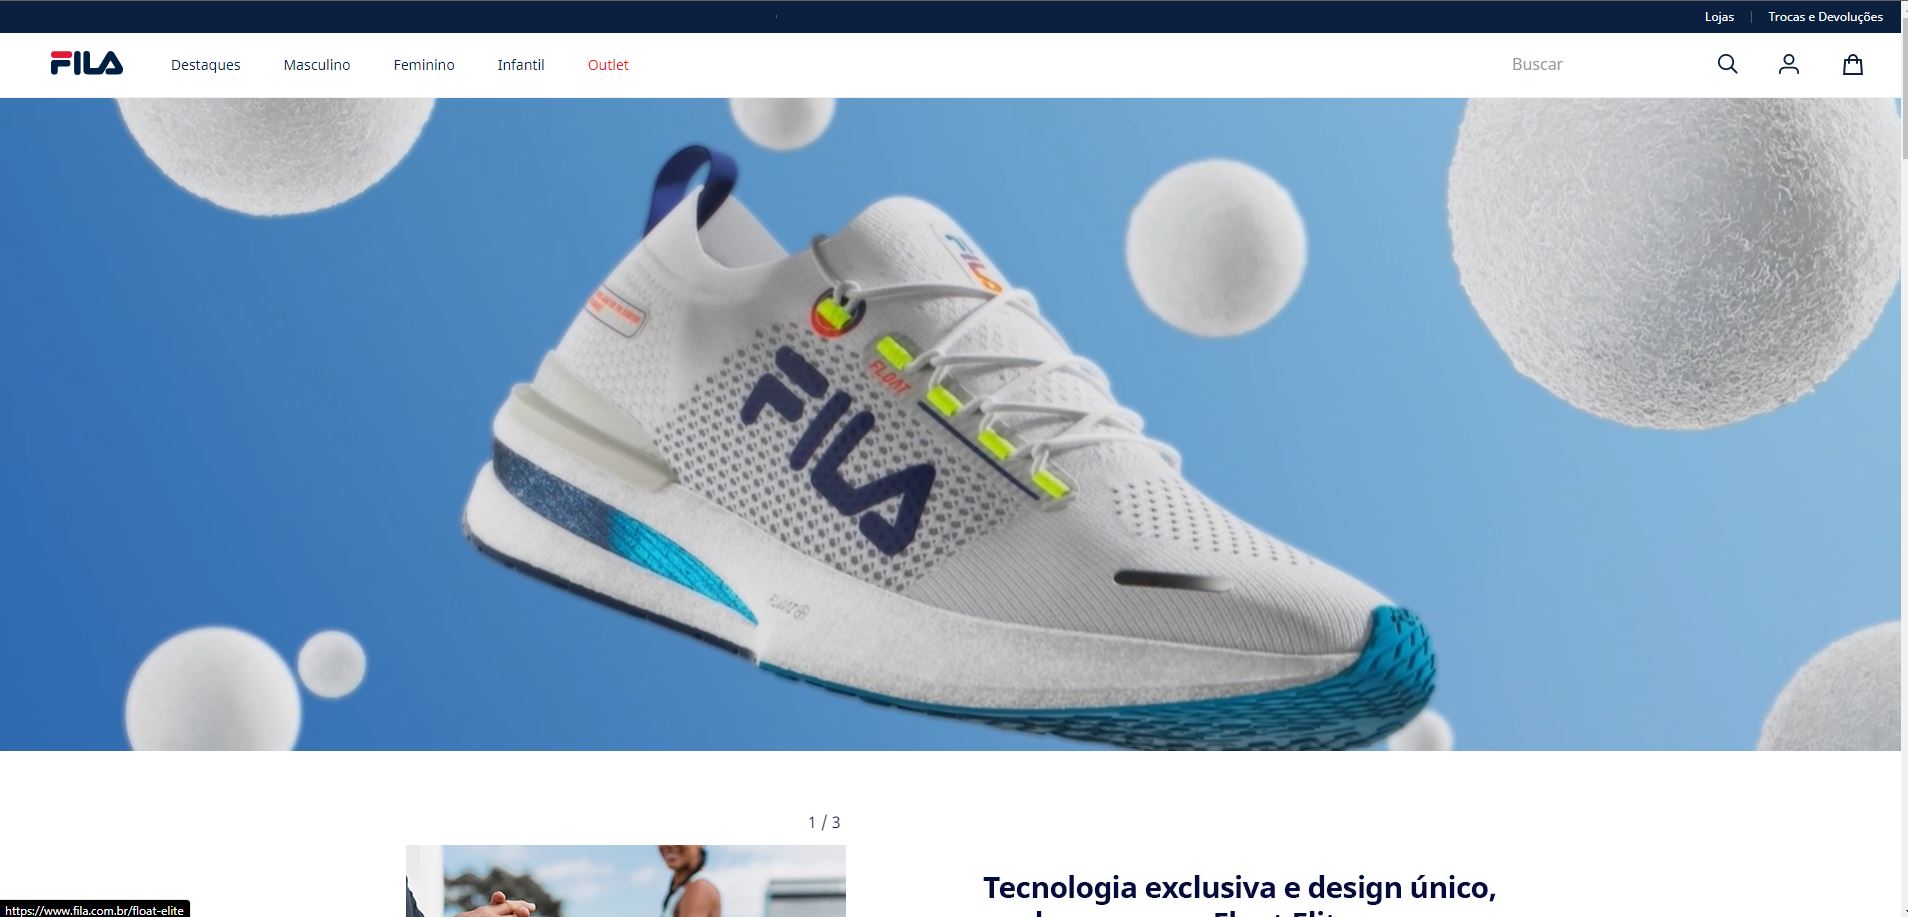 Lojas | Trocas e Devoluções
FILA Destaques Masculino Feminino Infantil Outlet Buscar
FILA
FLOAT
FILA
FLOAT
1 / 3
Tecnologia exclusiva e design único,
https://www.fila.com.br/float-elite